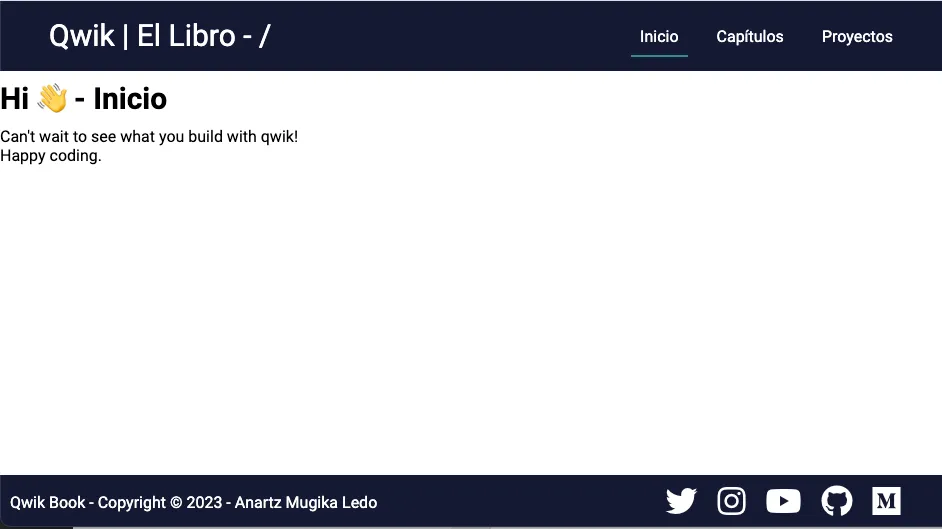 Qwik | El Libro - /
Inicio
Capítulos
Proyectos
Hi 👋 - Inicio
Can't wait to see what you build with qwik!
Happy coding.
Qwik Book - Copyright © 2023 - Anartz Mugika Ledo
M